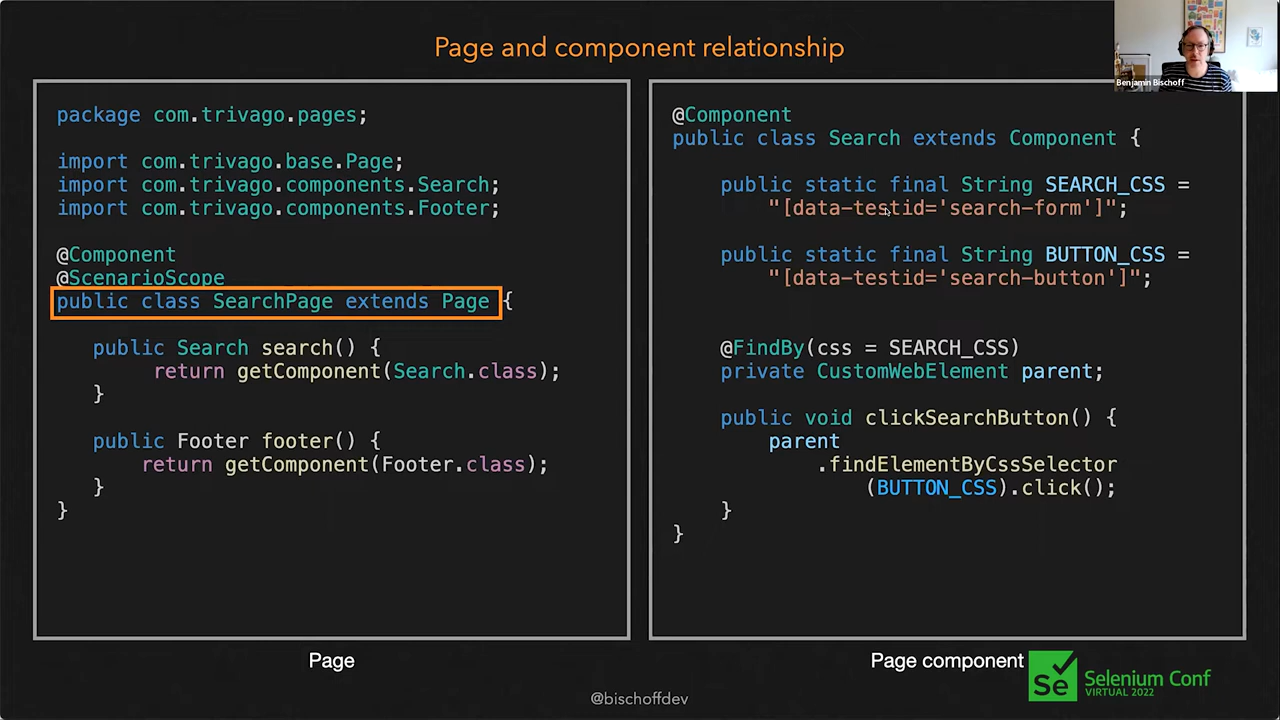 Page and component relationship
Benjamin Bischoff
package com.trivago.pages;
import com.trivago.base.Page;
import com.trivago.components.Search;
import com.trivago.components.Footer;
@Component
@ScenarioScope
public class SearchPage extends Page {
public Search search() {
return getComponent(Search.class);
}
public Footer footer() {
return getComponent(Footer.class);
}
}
Page
@Component
public class Search extends Component {
public static final String SEARCH_CSS =
"[data-testid='search-form']";
public static final String BUTTON_CSS =
"[data-testid='search-button']";
@FindBy(css = SEARCH_CSS)
private CustomWebElement parent;
public void clickSearchButton() {
parent
.findElementByCssSelector
(BUTTON_CSS).click();
}
}
Page component
Se
Selenium Conf
VIRTUAL 2022
@bischoffdev